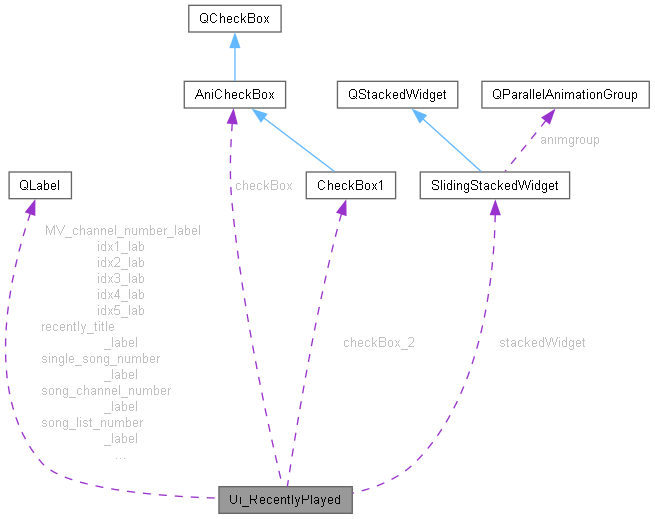 QCheckBox
AniCheckBox
QStackedWidget
QParallelAnimationGroup
animgroup
QLabel
checkBox
CheckBox1
SlidingStackedWidget
MV_channel_number_label
idx1_lab
idx2_lab
idx3_lab
idx4_lab
idx5_lab
recently_title
_label
single_song_number
_label
song_channel_number
_label
song_list_number
_label
...
checkBox_2
stackedWidget
Ui_RecentlyPlayed